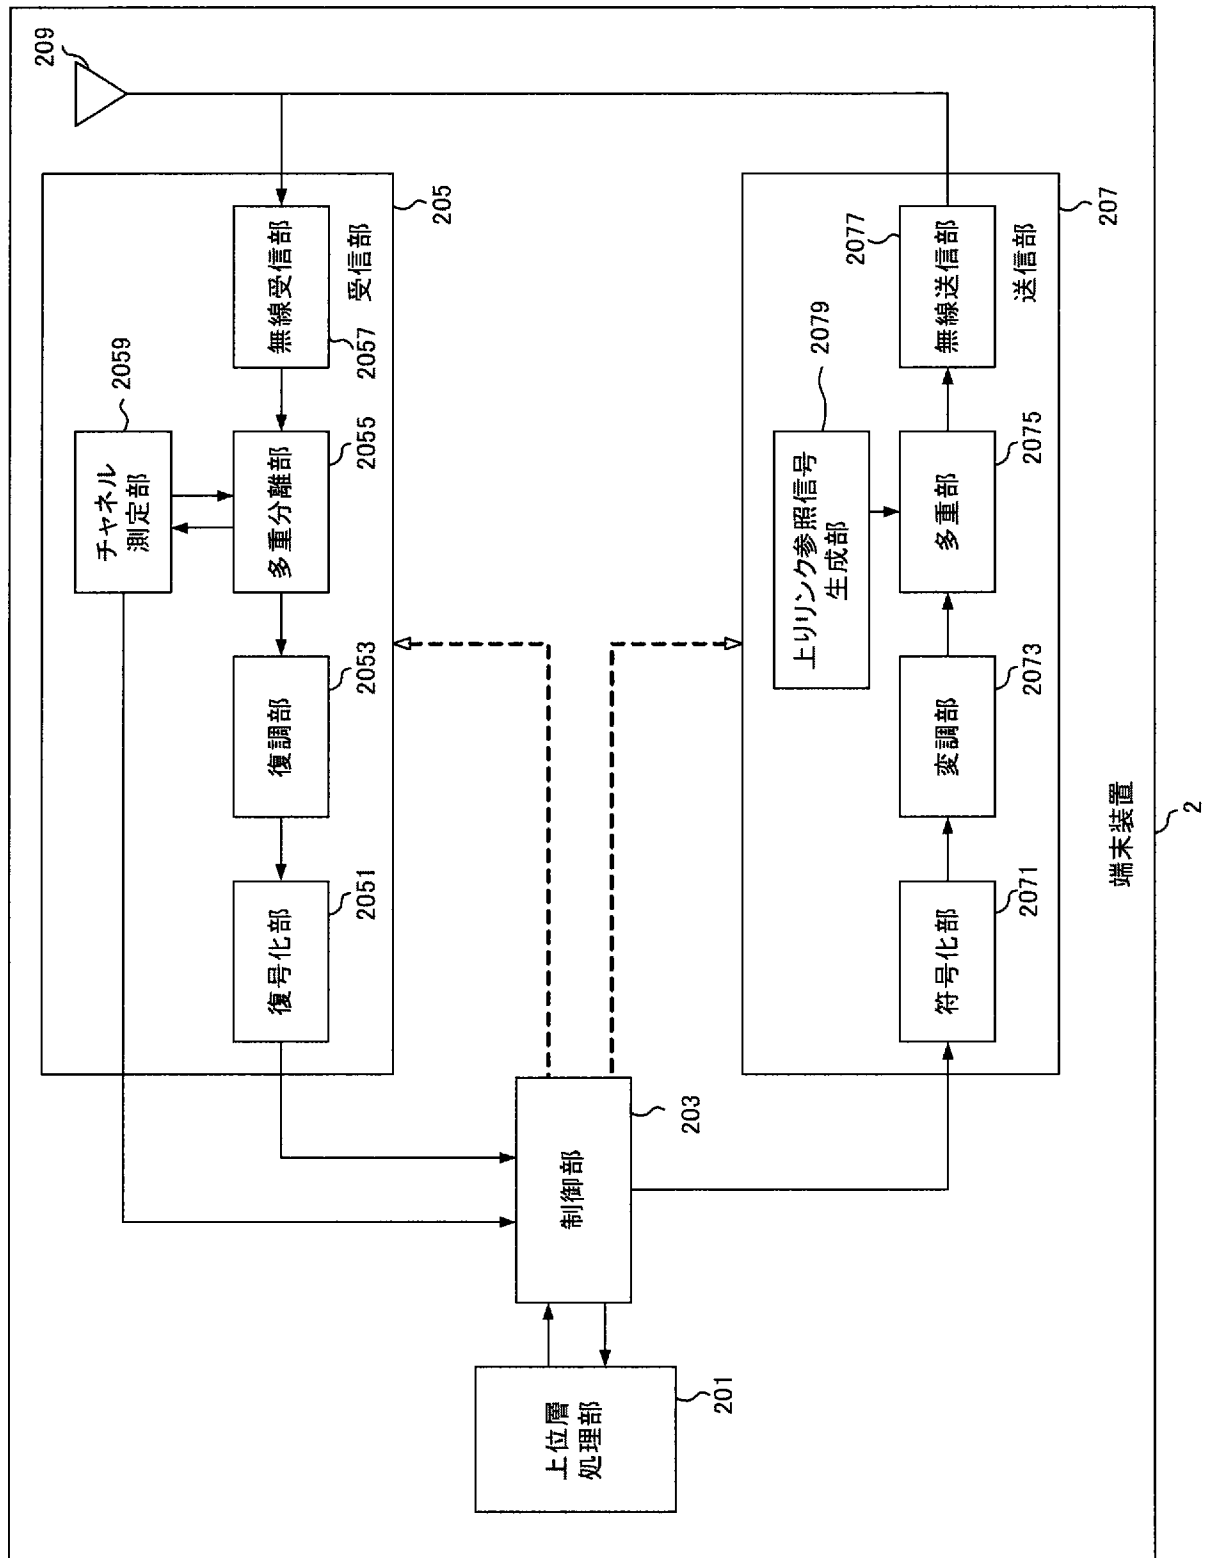 209
チャネル
測定部
2059
無線受信部
2057
受信部
205
多重分離部
2055
復調部
2053
復号化部
2051
上位層
処理部
201
制御部
203
上りリンク参照信号
生成部
2079
符号化部
2071
変調部
2073
多重部
2075
無線送信部
2077
送信部
207
端末装置
2